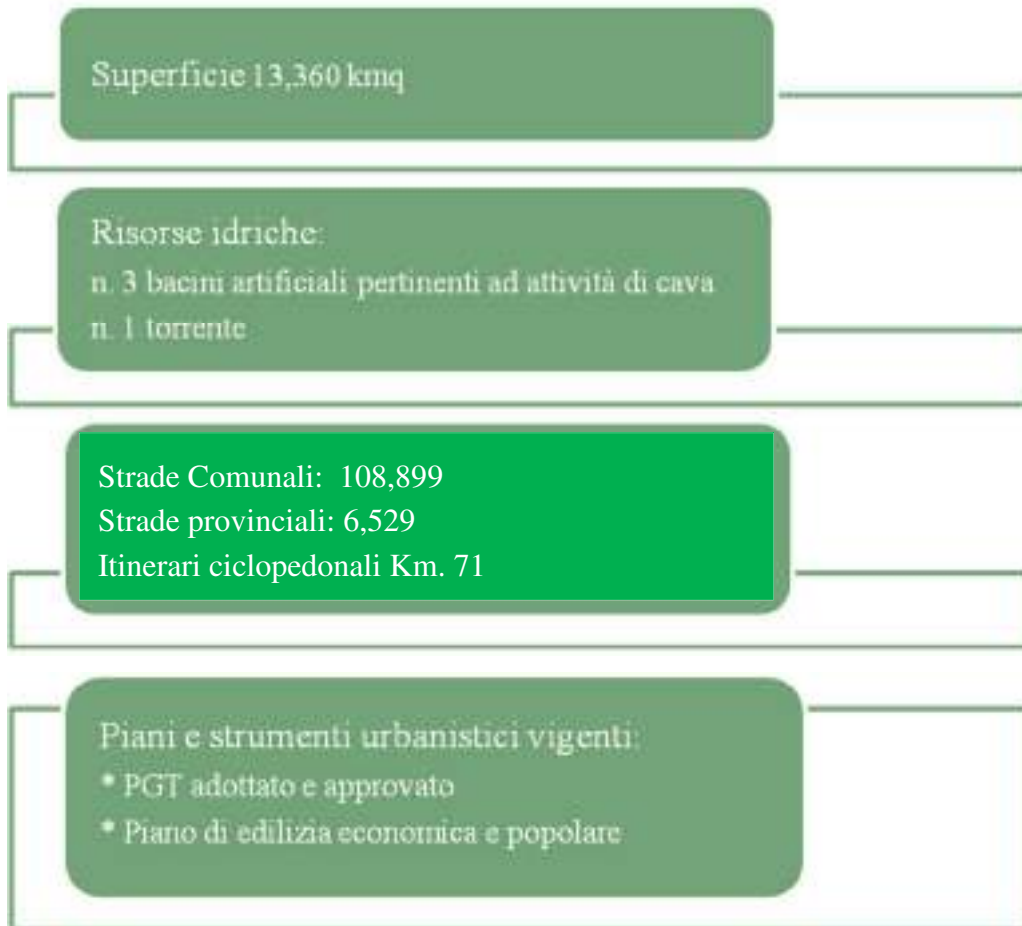 Superficie 13,360 kmq
Risorse idriche:
n. 3 bacini artificiali pertinenti ad attività di cava
n. 1 torrente
Strade Comunali: 108,899
Strade provinciali: 6,529
Itinerari ciclopedonali Km. 71
Piani e strumenti urbanistici vigenti:
* PGT adottato e approvato
* Piano di edilizia economica e popolare